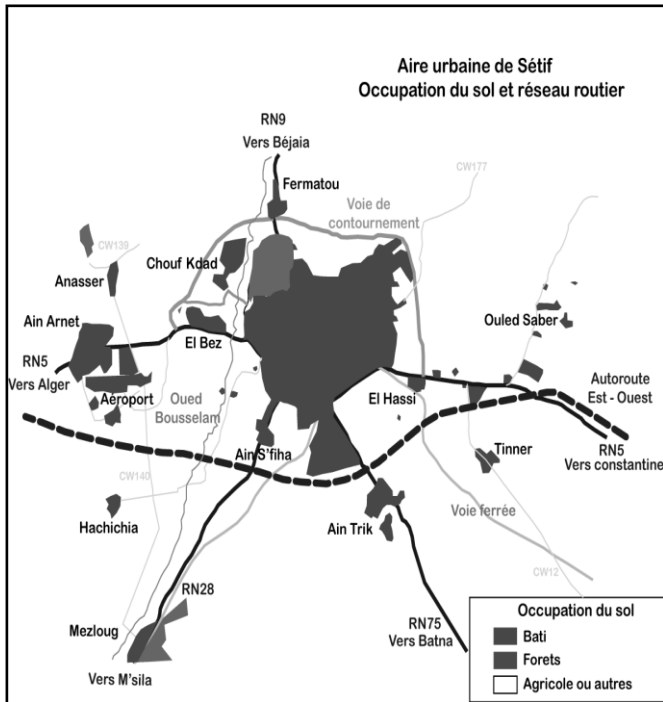 Aire urbaine de Sétif
Occupation du sol et réseau routier
RN9
Vers Béjaia
Fermatou
CW177
Voie de
contournement
CW139
Chouf Kdad
Anasser
Ain Arnet
Ouled Saber
El Bez
RN5
Vers Alger
Aéroport
Oued
Bousselam
El Hassi
Autoroute
Est - Ouest
Ain S'fiha
Tinner
RN5
Vers constantine
CW140
Hachichia
Ain Trik
Voie ferrée
CW12
RN28
Mezloug
RN75
Vers Batna
Vers M'sila
Occupation du sol
Bati
Forets
Agricole ou autres